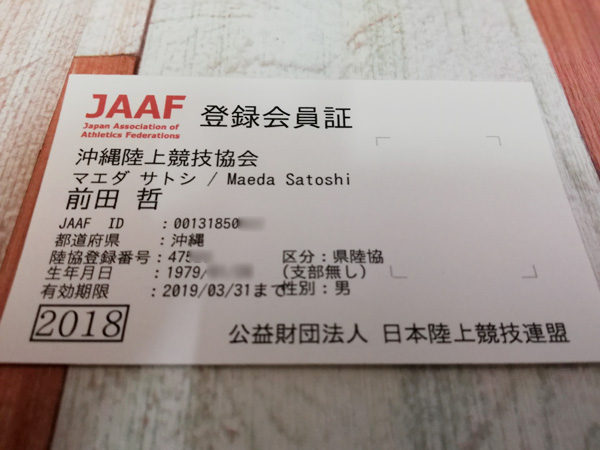 JAAF
Japan Association of
Athletics Federations
登録会員証
沖縄陸上競技協会
マエダ サトシ / Maeda Satoshi
前田 哲
JAAF ID :00131850
都道府県 :沖縄
陸協登録番号:475 区分:県陸協
生年月日 :1979/ (支部無し)
有効期限 :2019/03/31まで性別:男
2018
公益財団法人 日本陸上競技連盟